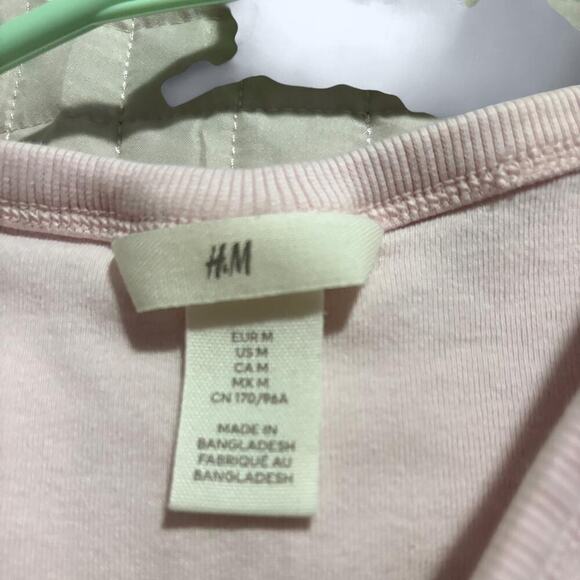 H&M
EUR M
US M
CA M
MX M
CN 170/96A
MADE IN
BANGLADESH
FABRIQUÉ AU
BANGLADESH